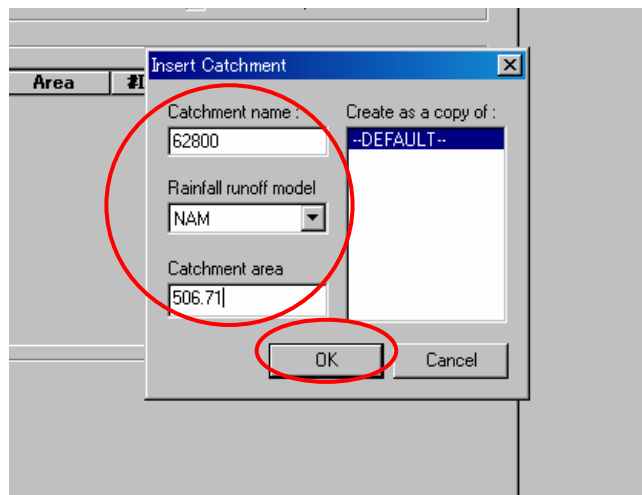 Insert Catchment
Area
Catchment name :
Create as a copy of :
62800
--DEFAULT--
Rainfall runoff model
NAM
Catchment area
506.71
OK
Cancel